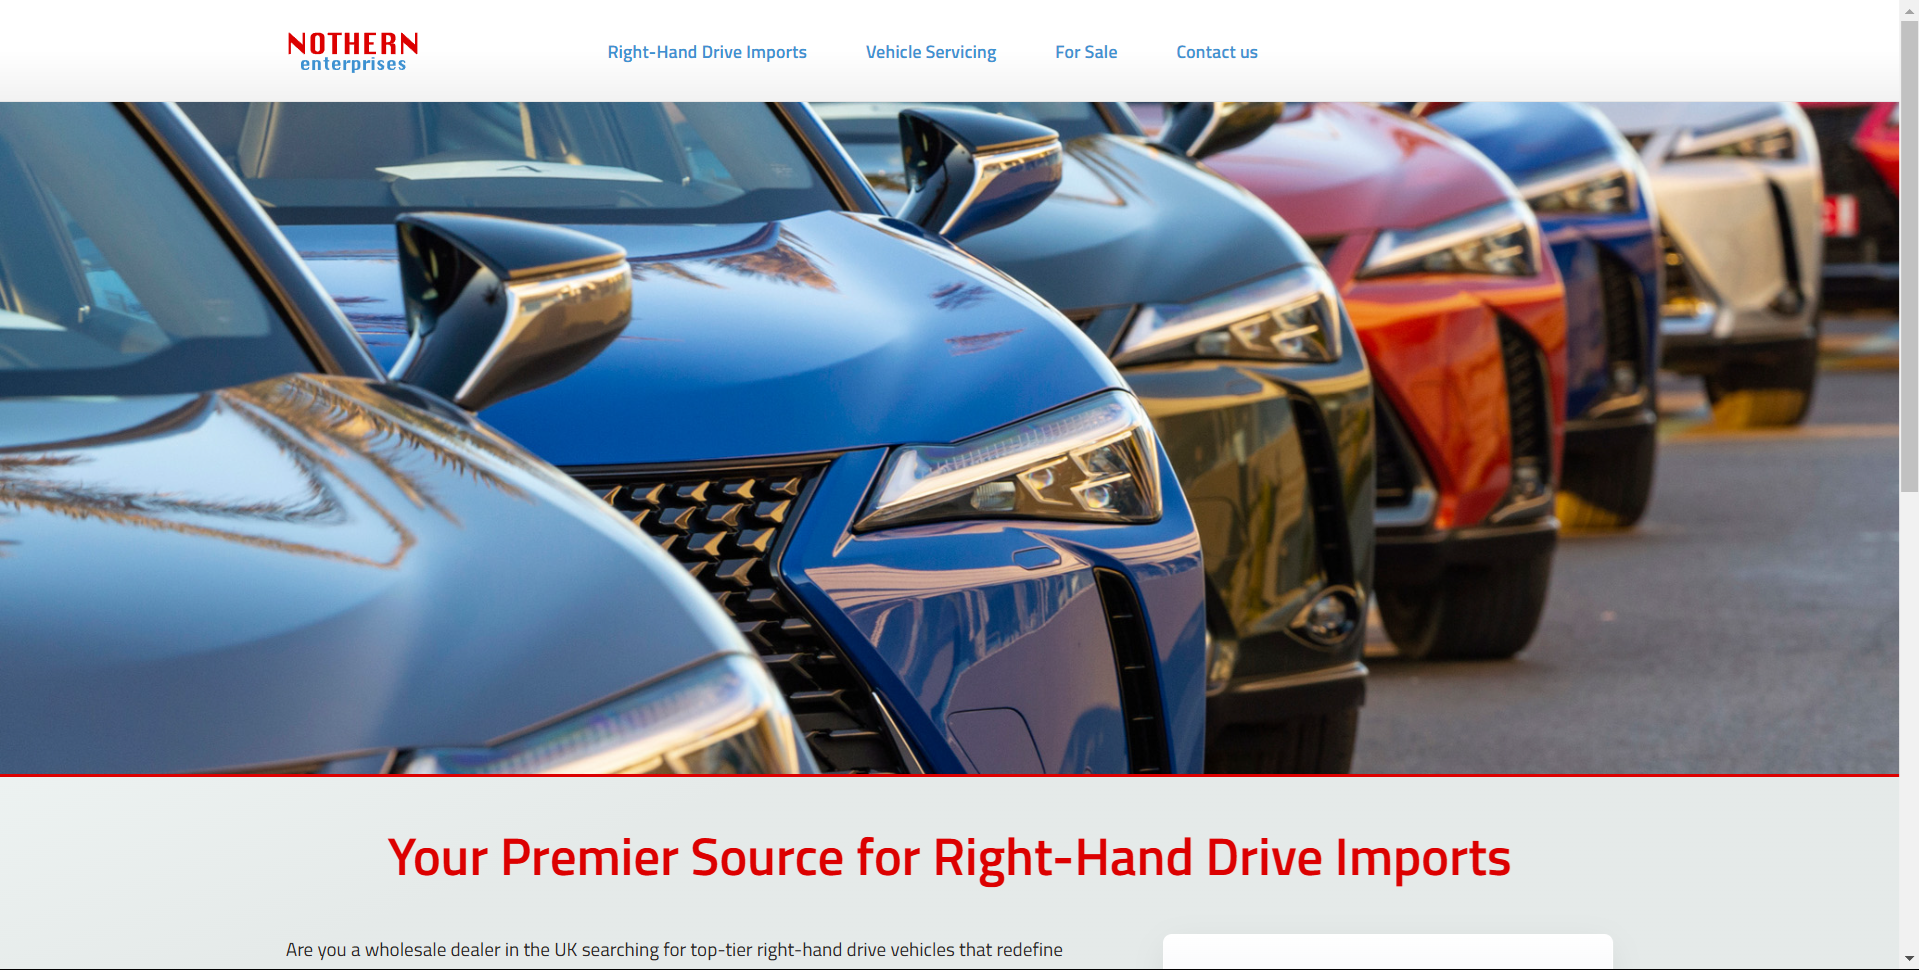 NOTHERN
enterprises
Right-Hand Drive Imports
Vehicle Servicing
For Sale
Contact us
Your Premier Source for Right-Hand Drive Imports
Are you a wholesale dealer in the UK searching for top-tier right-hand drive vehicles that redefine